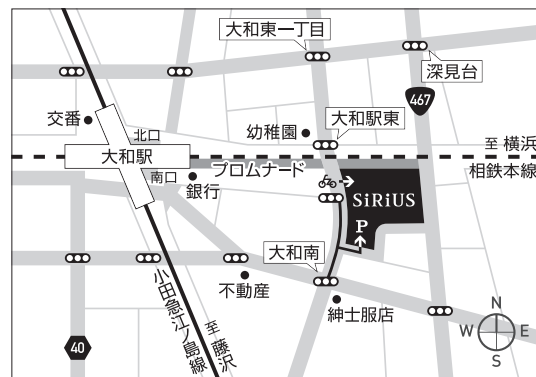 大和東一丁目
深見台
467
交番
北口
幼稚園
大和駅東
至 横浜
大和駅
プロムナード
相鉄本線
南口
銀行
SiRiUS
P
大和南
不動産
紳士服店
小田急江ノ島線
至 藤沢
40
N
W
E
S